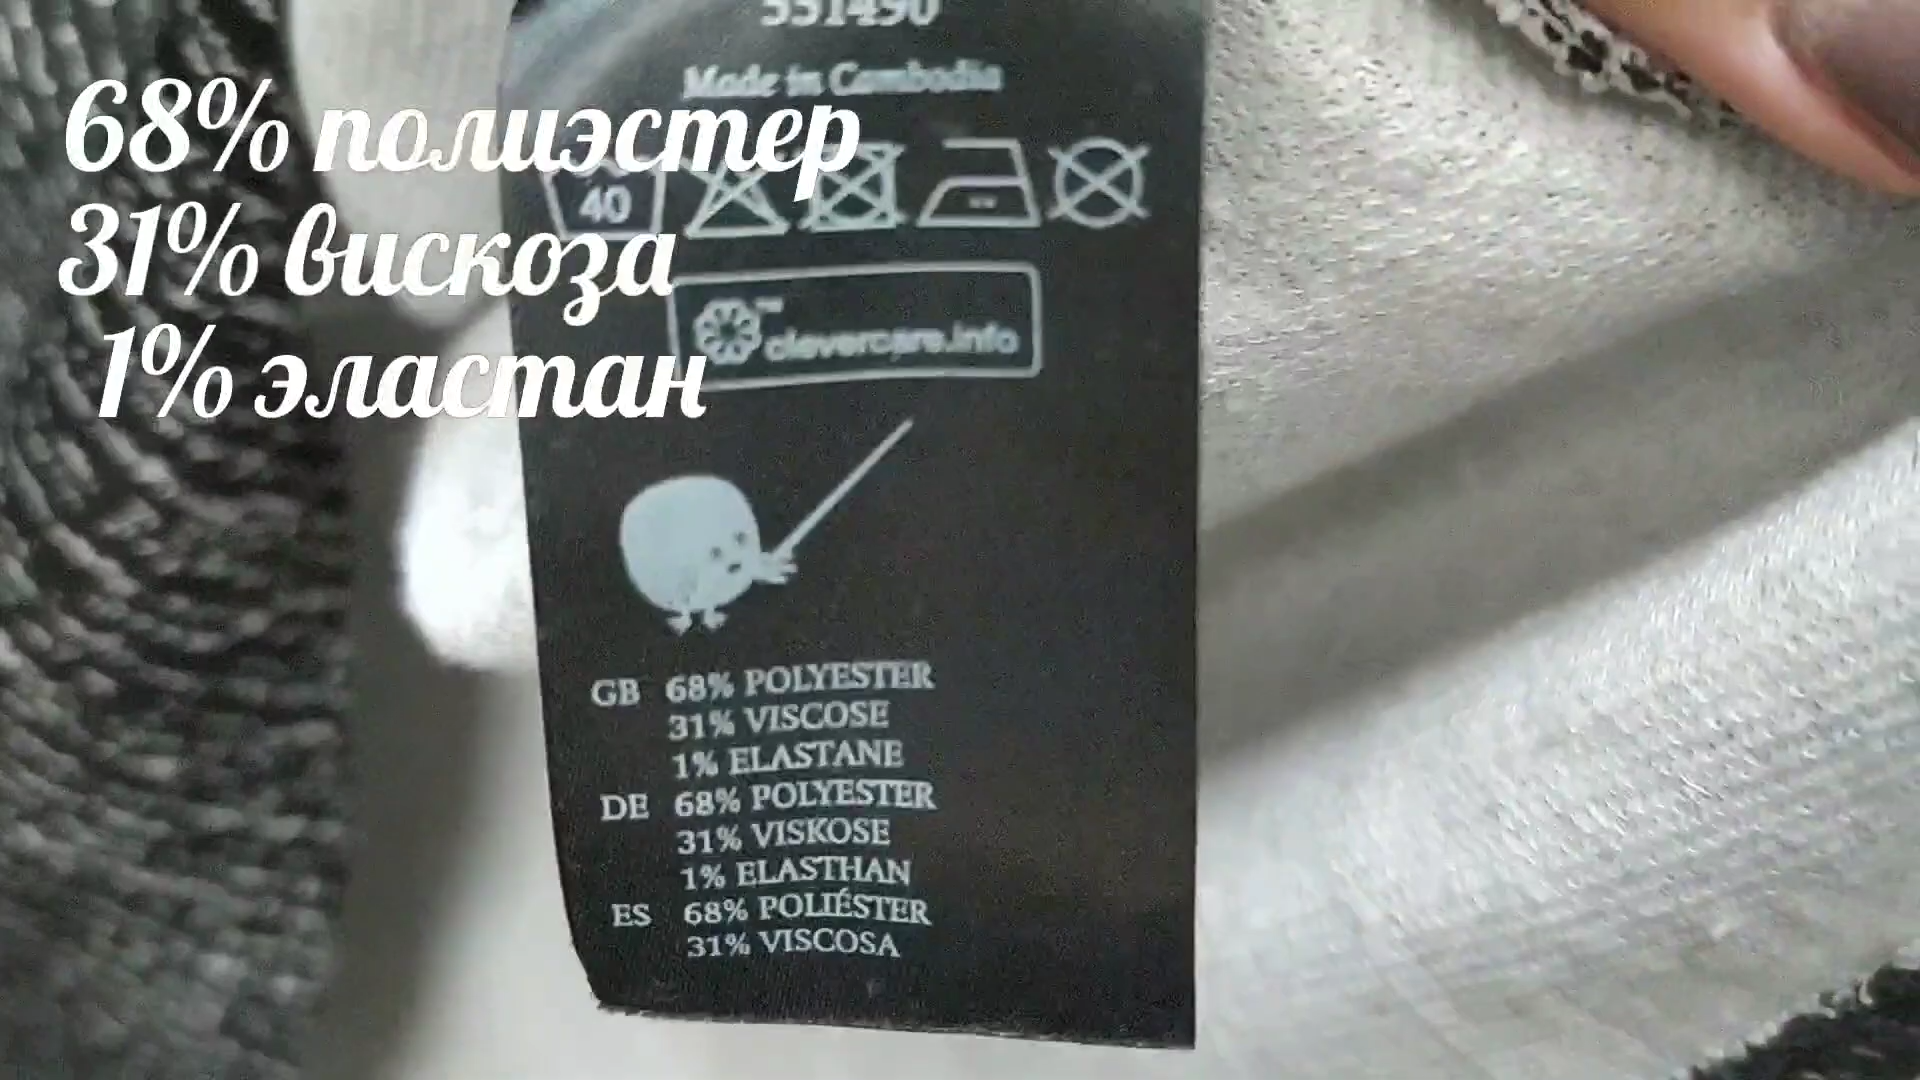 551490
Made in Cambodia
68% полиэстер
31% вискоза
1% эластан
40
clevercare.info
GB 68% POLYESTER
31% VISCOSE
1% ELASTANE
DE 68% POLYESTER
31% VISKOSE
1% ELASTHAN
ES 68% POLIÉSTER
31% VISCOSA